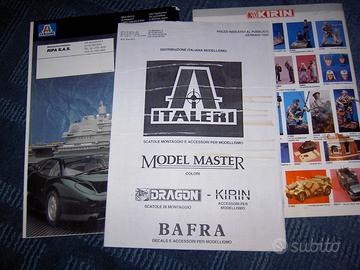 RIPA S.A.S.
RIPA
DISTRIBUZIONE ITALIANA MODELLISMO
ITALERI
SCATOLE MONTAGGIO E ACCESSORI PER MODELLISMO
MODEL MASTER
COLORI
DRAGON - KIRIN
SCATOLE DI MONTAGGIO
ACCESSORI PER
MODELLISMO
BAFRA
DECALS E ACCESSORI PER MODELLISMO
KIRIN
subito